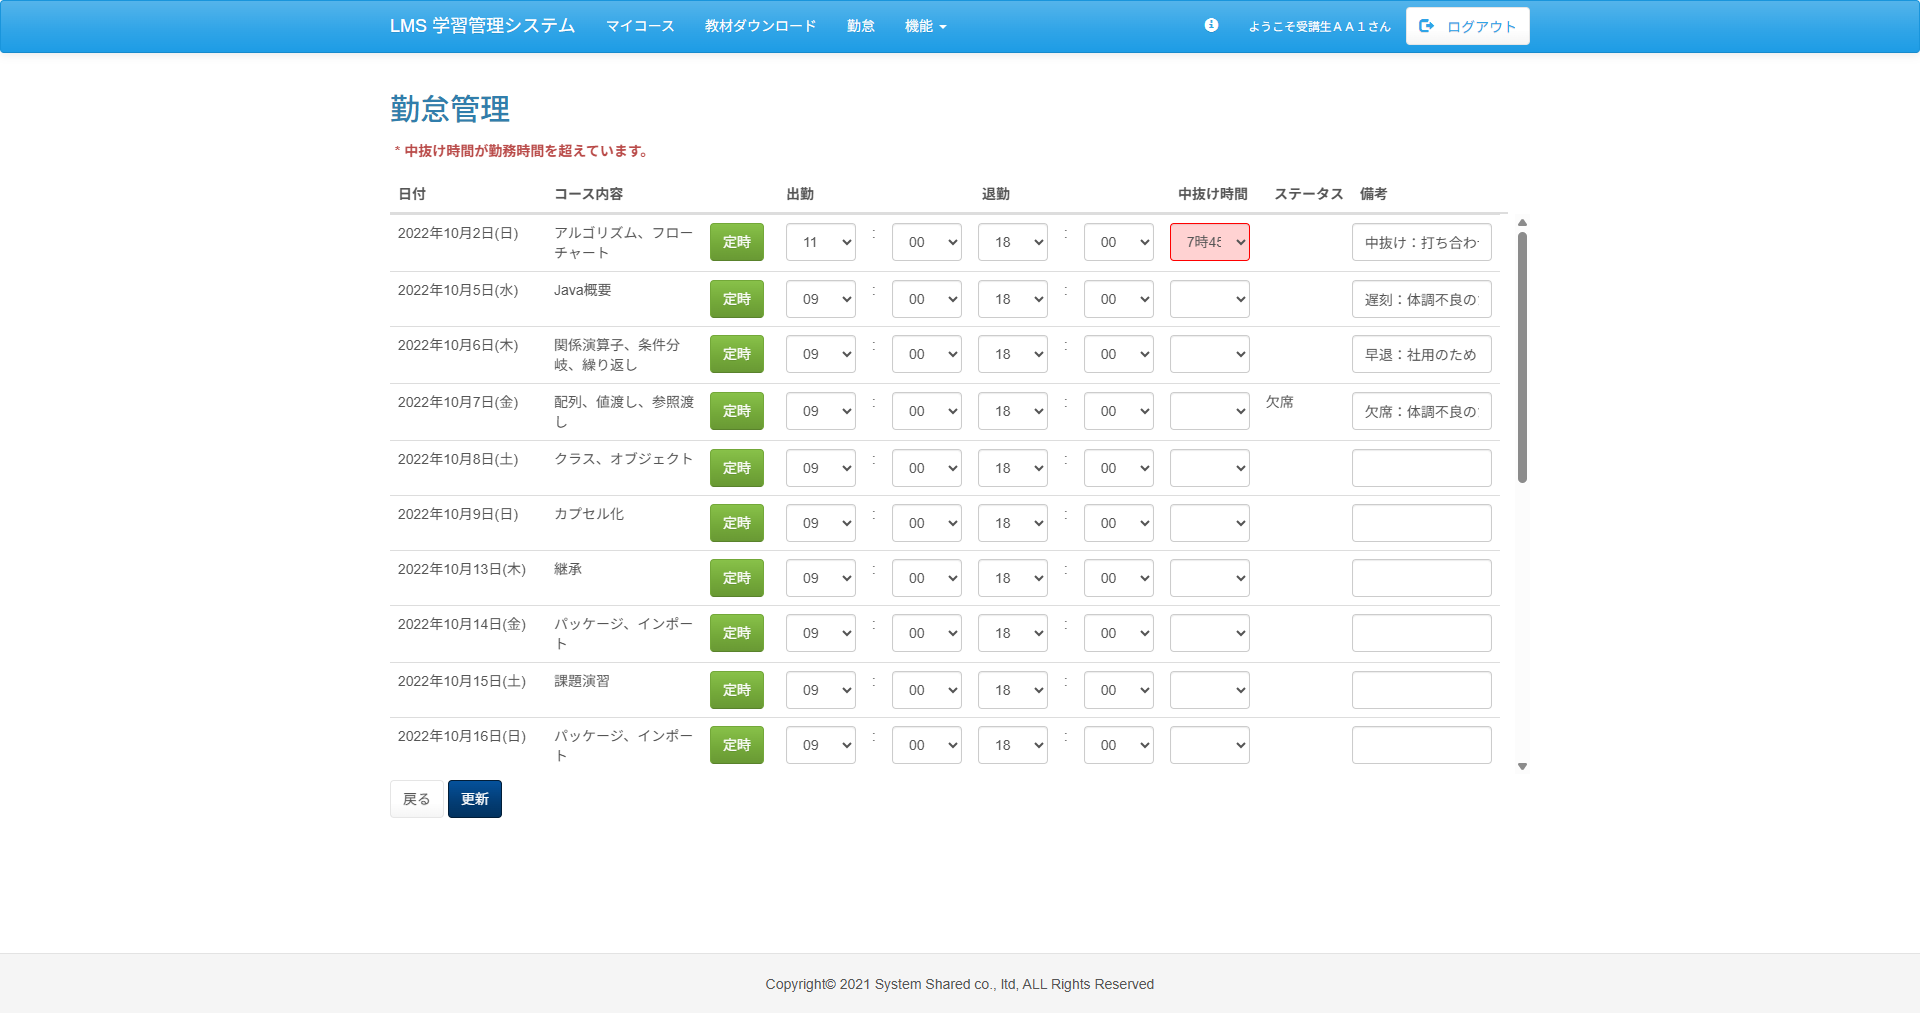 LMS 学習管理システム マイコース 教材ダウンロード 勤怠 機能 ようこそ受講生ＡＡ１さん ログアウト
勤怠管理
* 中抜け時間が勤務時間を超えています。
日付 コース内容 出勤 退勤 中抜け時間 ステータス 備考
2022年10月2日(日) アルゴリズム、フロー 定時 11 : 00 18 : 00 7時45 中抜け：打ち合わ
チャート
2022年10月5日(水) Java概要 定時 09 : 00 18 : 00 遅刻：体調不良の
2022年10月6日(木) 関係演算子、条件分 定時 09 : 00 18 : 00 早退：社用のため
岐、繰り返し
2022年10月7日(金) 配列、値渡し、参照渡 定時 09 : 00 18 : 00 欠席 欠席：体調不良の
し
2022年10月8日(土) クラス、オブジェクト 定時 09 : 00 18 : 00
2022年10月9日(日) カプセル化 定時 09 : 00 18 : 00
2022年10月13日(木) 継承 定時 09 : 00 18 : 00
2022年10月14日(金) パッケージ、インポー 定時 09 : 00 18 : 00
ト
2022年10月15日(土) 課題演習 定時 09 : 00 18 : 00
2022年10月16日(日) パッケージ、インポー 定時 09 : 00 18 : 00
ト
戻る 更新
Copyright© 2021 System Shared co., ltd, ALL Rights Reserved